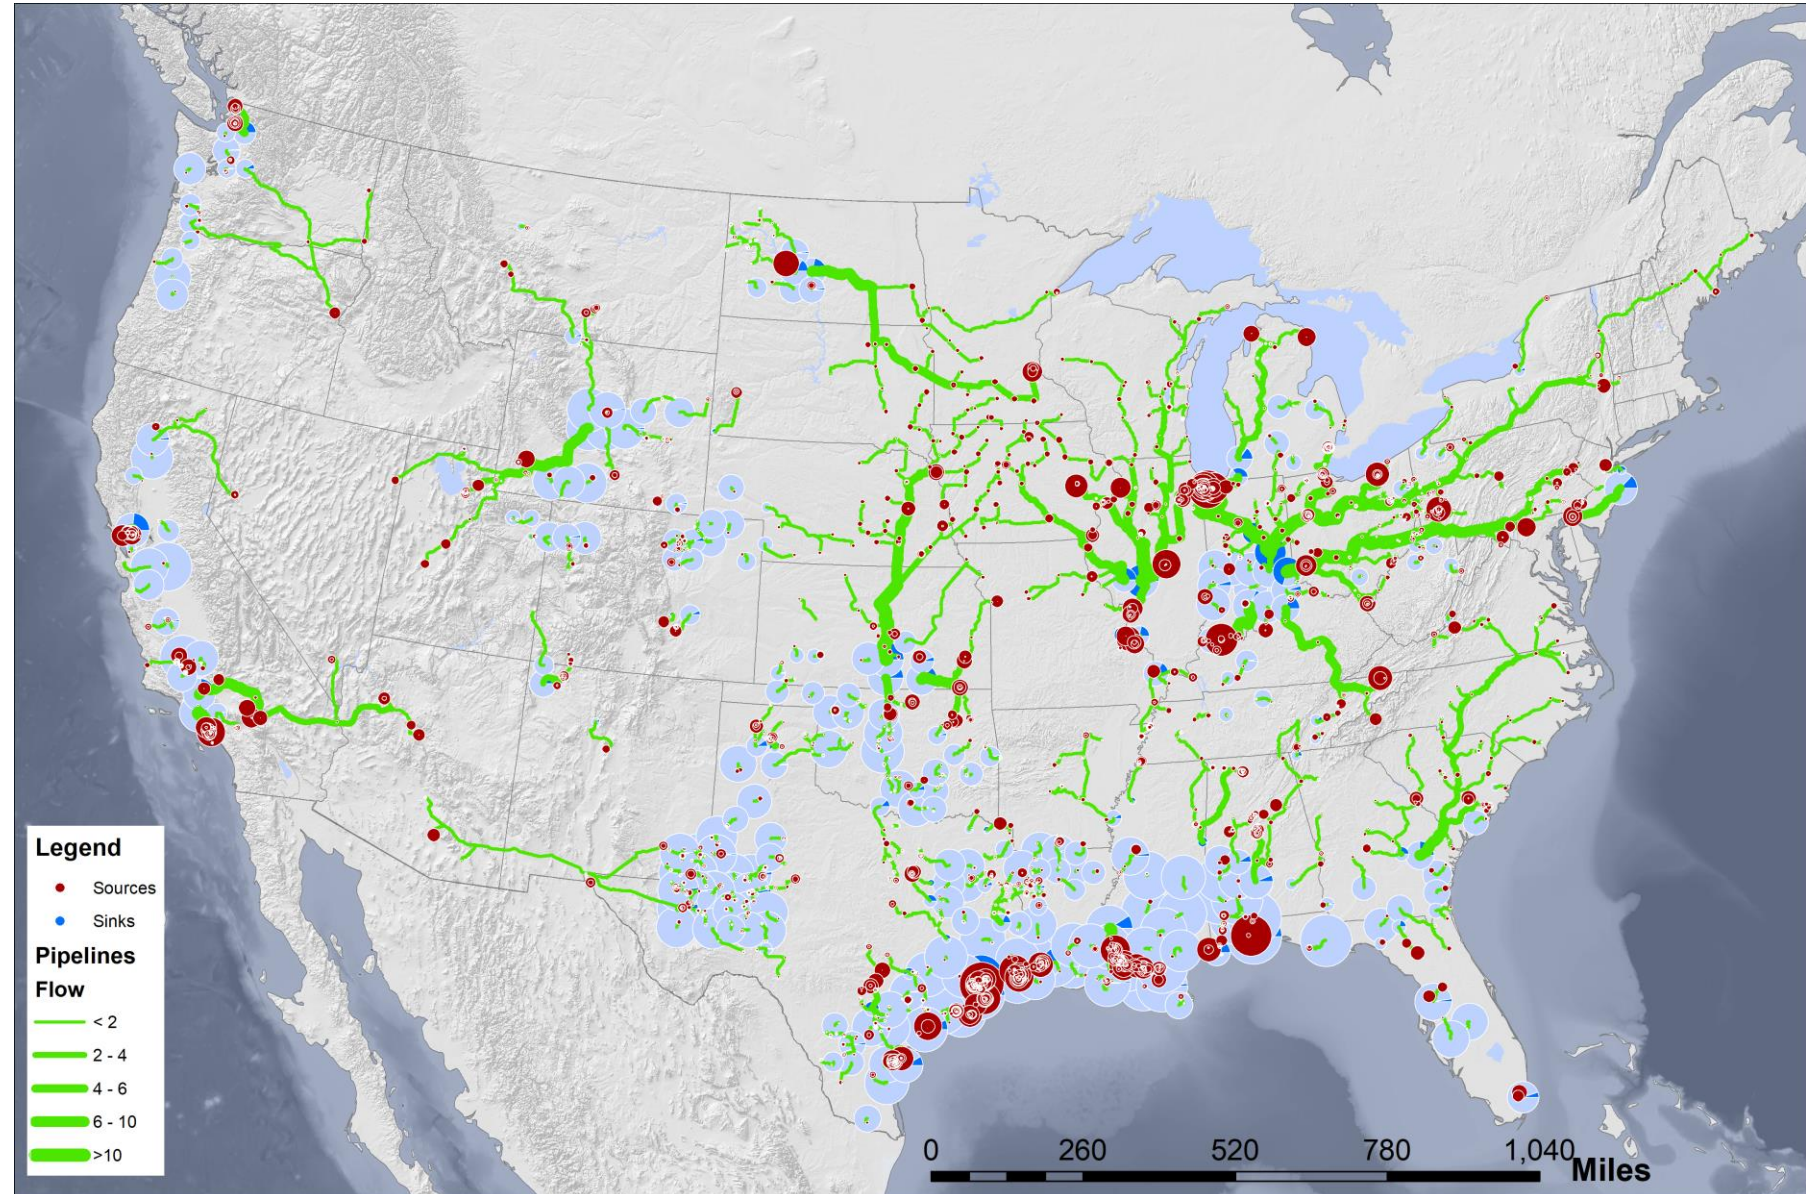 Legend
Sources
Sinks
Pipelines
Flow
< 2
2 - 4
4 - 6
6 - 10
>10
0 260 520 780 1,040 Miles